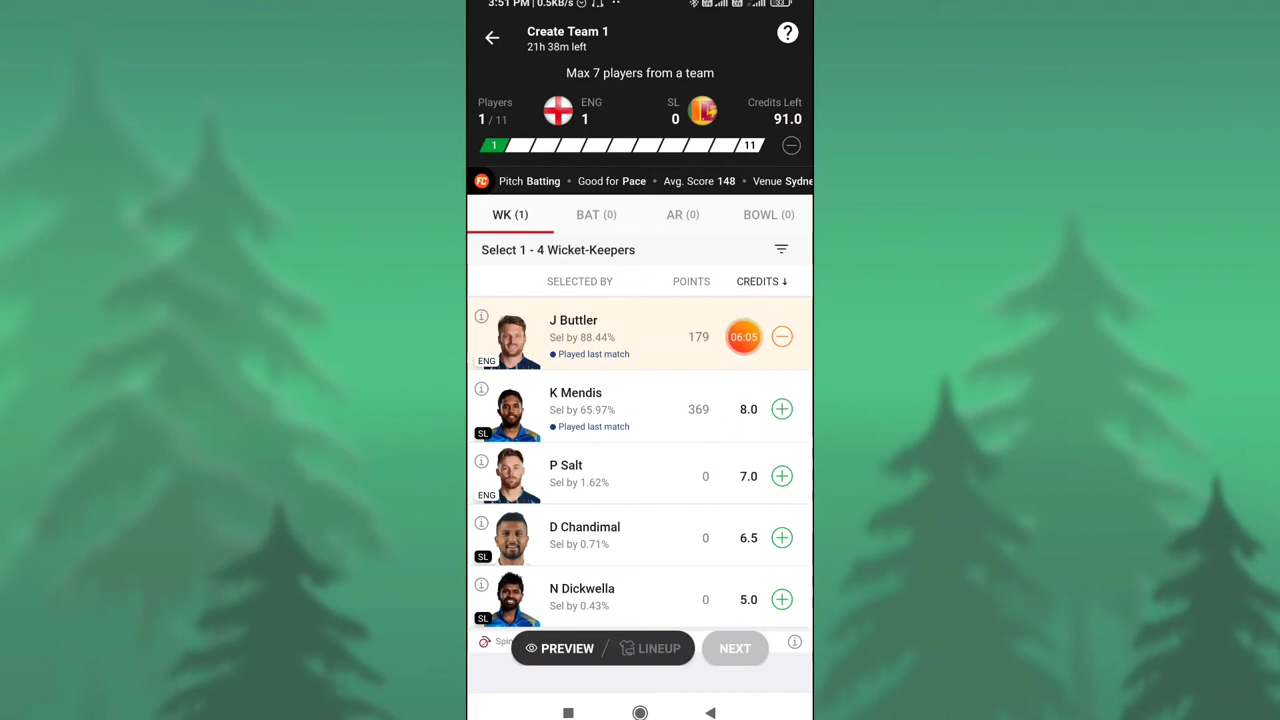 3:51 PM | 0.5KB/s
Create Team 1
21h 38m left
?
Max 7 players from a team
Players
1 / 11
ENG
1
SL
0
Credits Left
91.0
1
11
FC Pitch Batting • Good for Pace • Avg. Score 148 • Venue Sydne
WK (1)
BAT (0)
AR (0)
BOWL (0)
Select 1 - 4 Wicket-Keepers
SELECTED BY
POINTS
CREDITS ↓
J Buttler
Sel by 88.44%
Played last match
ENG
179
06:05
K Mendis
Sel by 65.97%
Played last match
SL
369
8.0
P Salt
Sel by 1.62%
ENG
0
7.0
D Chandimal
Sel by 0.71%
SL
0
6.5
N Dickwella
Sel by 0.43%
SL
0
5.0
Spin
PREVIEW / LINEUP
NEXT